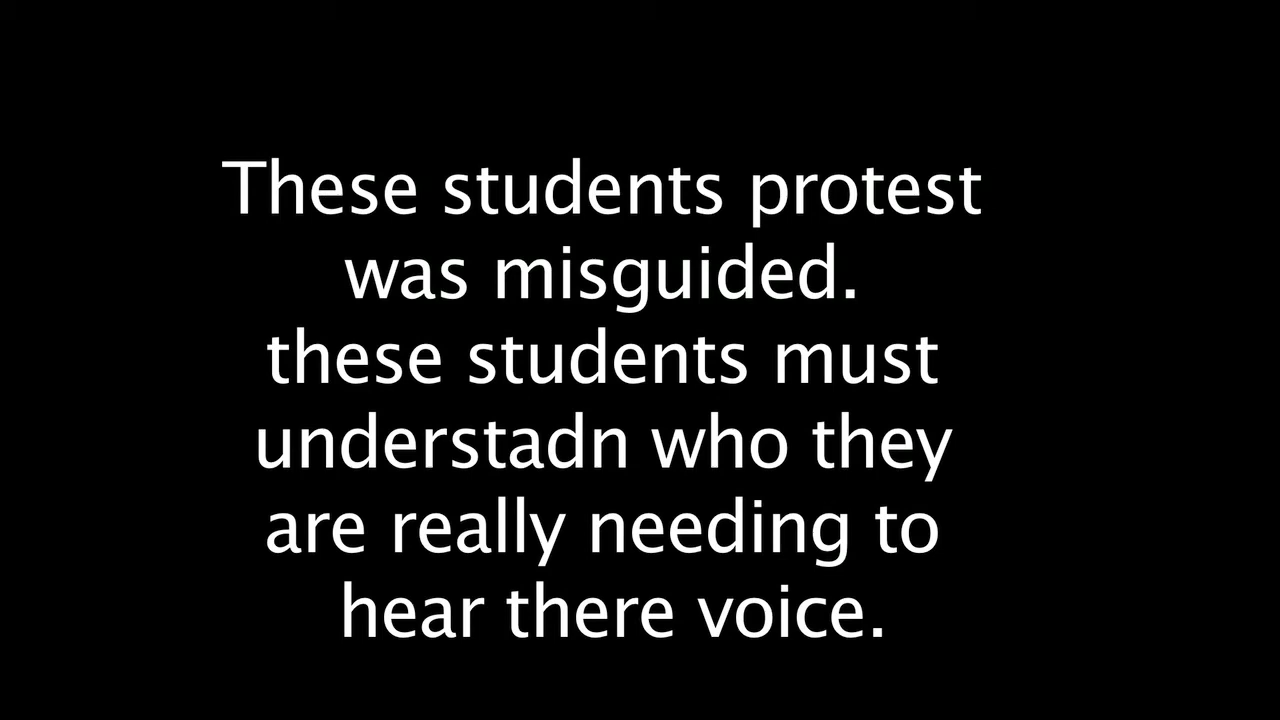 These students protest
was misguided.
these students must
understadn who they
are really needing to
hear there voice.